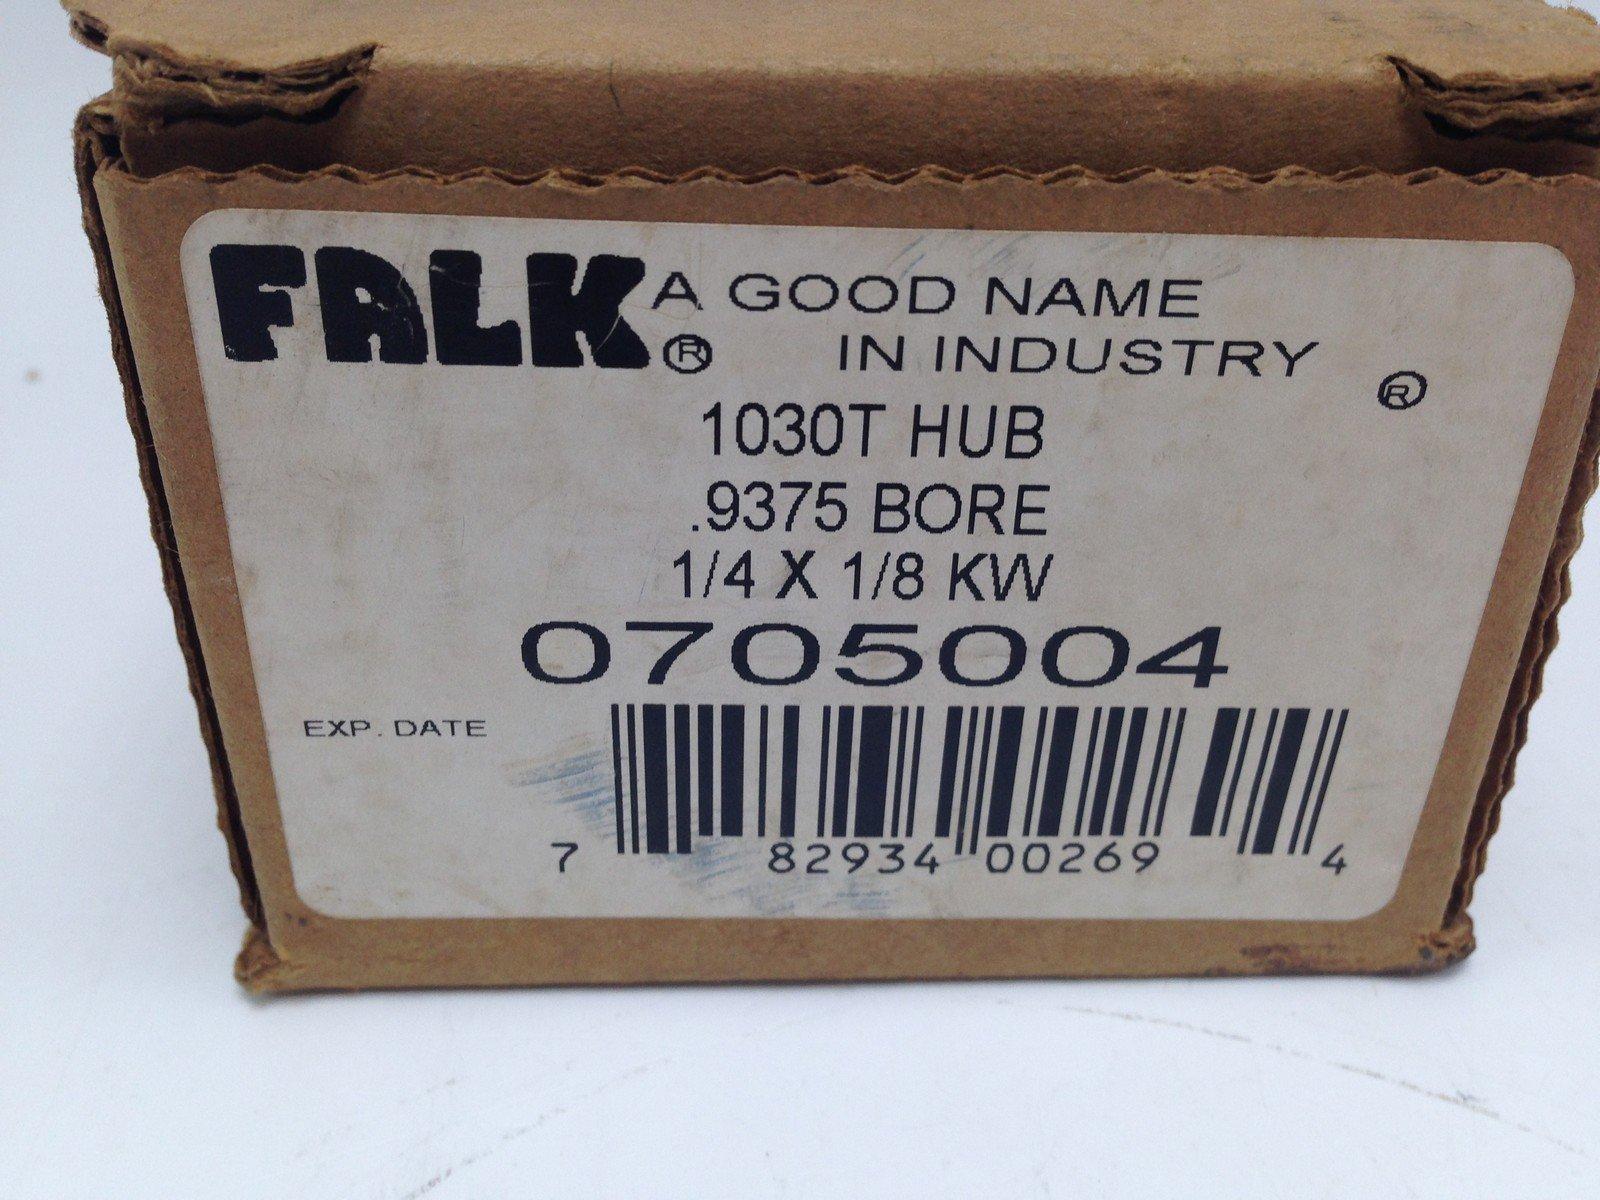 FALK® A GOOD NAME
IN INDUSTRY ®
1030T HUB
.9375 BORE
1/4 X 1/8 KW
0705004
EXP. DATE
7 82934 00269 4